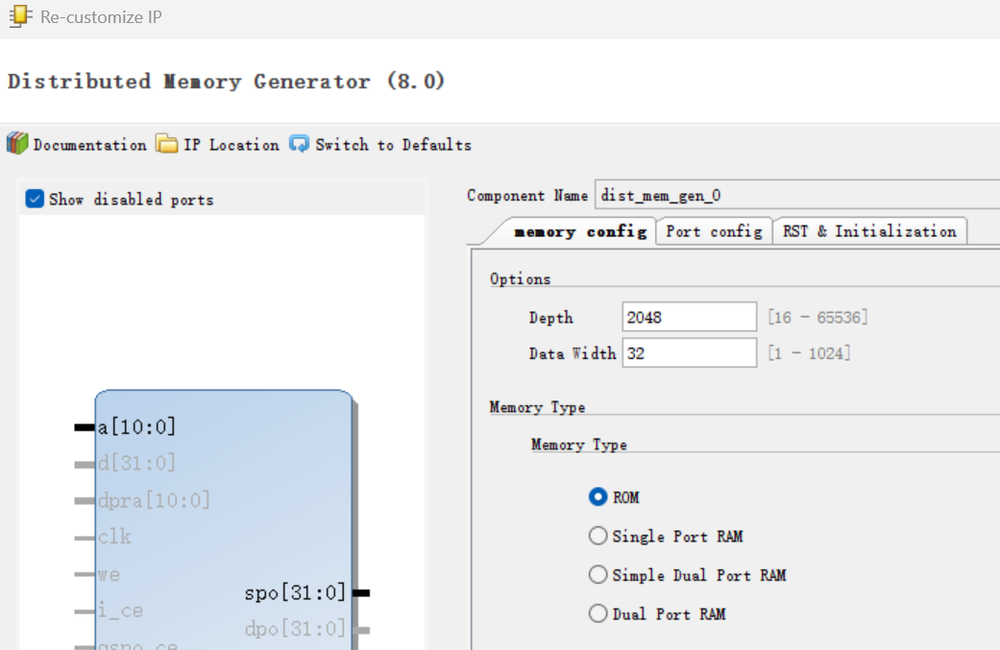 Re-customize IP
Distributed Memory Generator (8.0)
Documentation IP Location Switch to Defaults
Show disabled ports
Component Name dist_mem_gen_0
memory config Port config RST & Initialization
Options
Depth 2048 [16 - 65536]
Data Width 32 [1 - 1024]
Memory Type
Memory Type
ROM
Single Port RAM
Simple Dual Port RAM
Dual Port RAM
a[10:0]
d[31:0]
dpra[10:0]
clk
we
i_ce
qspo_ce
spo[31:0]
dpo[31:0]